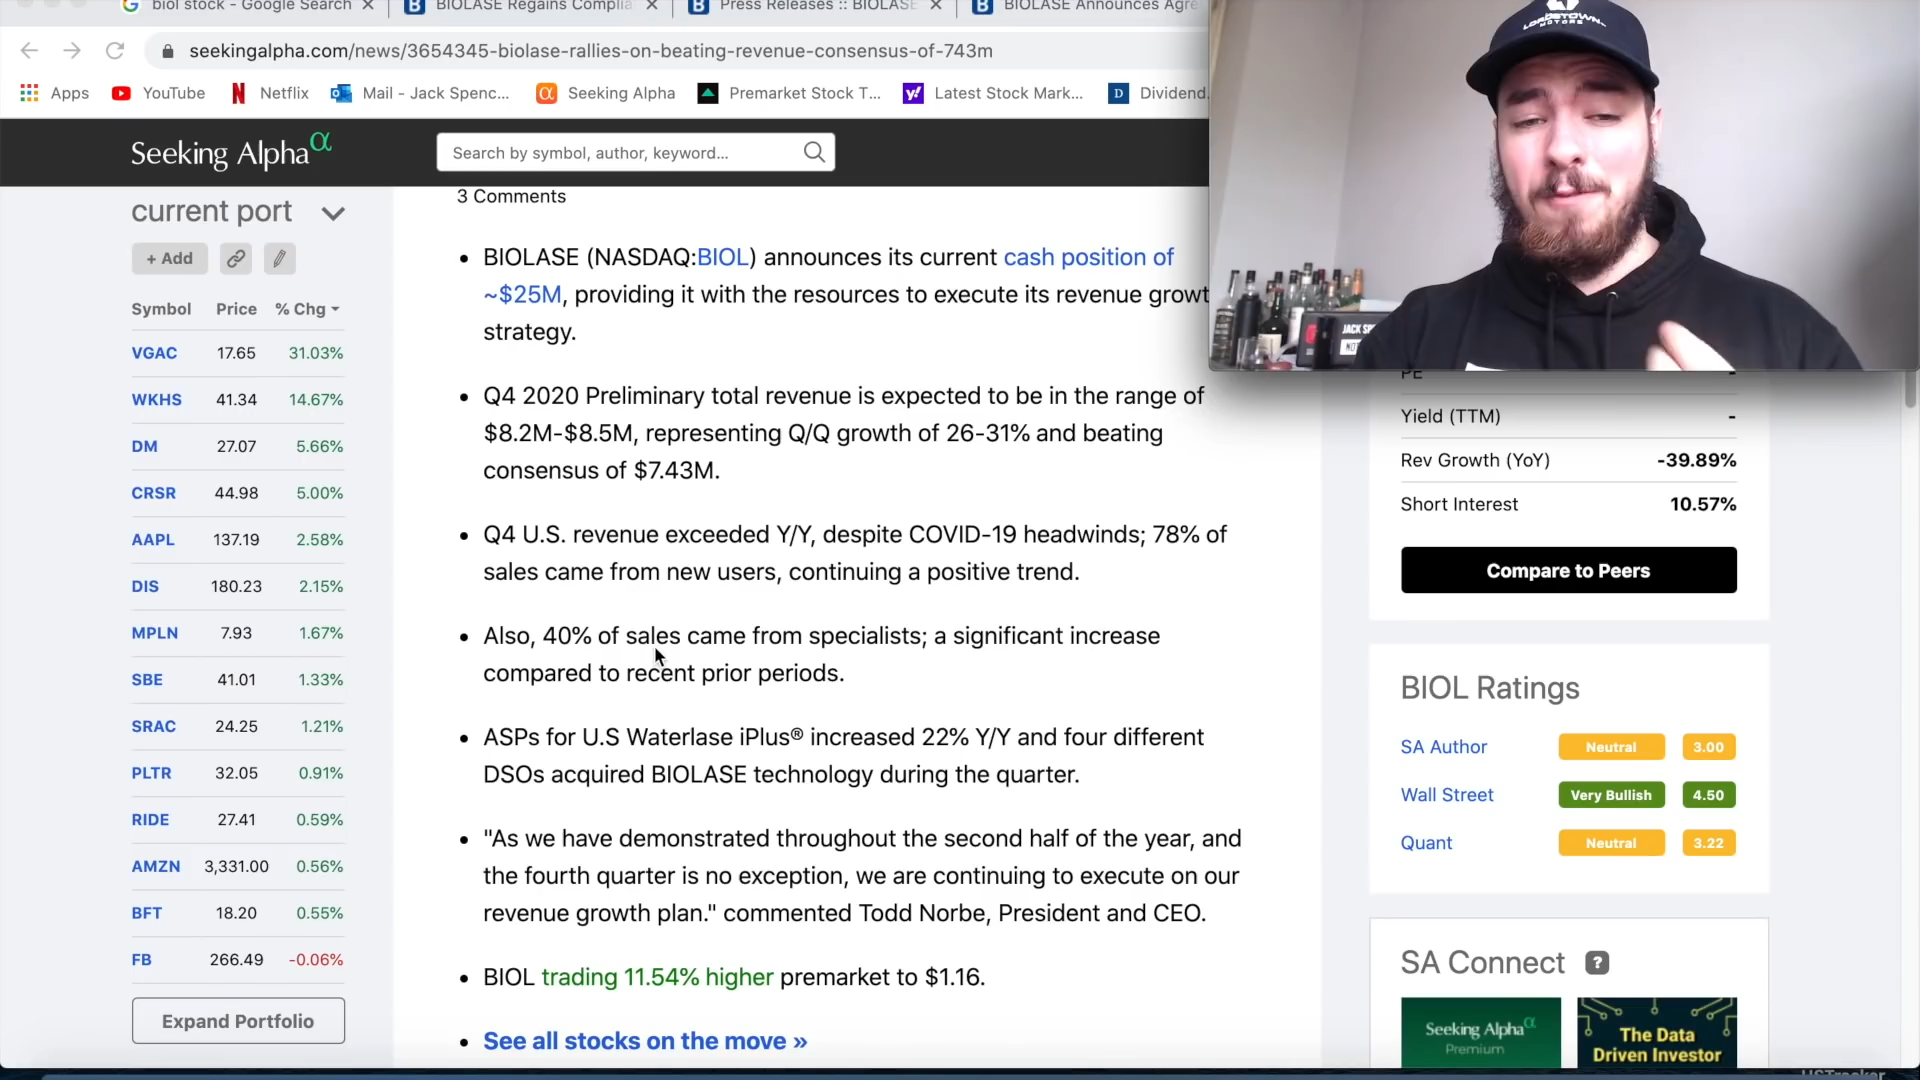 biol stock - Google Search
BIOLASE Regains Complia
Press Releases :: BIOLASE
BIOLASE Announces Agre
seekingalpha.com/news/3654345-biolase-rallies-on-beating-revenue-consensus-of-743m
Apps YouTube Netflix Mail - Jack Spenc... Seeking Alpha Premarket Stock T... Latest Stock Mark... Dividend.
LORDSTOWN
MOTORS
Seeking Alpha α
Search by symbol, author, keyword...
JACK SP
current port
+ Add
Symbol Price % Chg
VGAC 17.65 31.03%
WKHS 41.34 14.67%
DM 27.07 5.66%
CRSR 44.98 5.00%
AAPL 137.19 2.58%
DIS 180.23 2.15%
MPLN 7.93 1.67%
SBE 41.01 1.33%
SRAC 24.25 1.21%
PLTR 32.05 0.91%
RIDE 27.41 0.59%
AMZN 3,331.00 0.56%
BFT 18.20 0.55%
FB 266.49 -0.06%
Expand Portfolio
3 Comments
• BIOLASE (NASDAQ:BIOL) announces its current cash position of
~$25M, providing it with the resources to execute its revenue growt
strategy.
• Q4 2020 Preliminary total revenue is expected to be in the range of
$8.2M-$8.5M, representing Q/Q growth of 26-31% and beating
consensus of $7.43M.
• Q4 U.S. revenue exceeded Y/Y, despite COVID-19 headwinds; 78% of
sales came from new users, continuing a positive trend.
• Also, 40% of sales came from specialists; a significant increase
compared to recent prior periods.
• ASPs for U.S Waterlase iPlus® increased 22% Y/Y and four different
DSOs acquired BIOLASE technology during the quarter.
• "As we have demonstrated throughout the second half of the year, and
the fourth quarter is no exception, we are continuing to execute on our
revenue growth plan." commented Todd Norbe, President and CEO.
• BIOL trading 11.54% higher premarket to $1.16.
• See all stocks on the move »
PE -
Yield (TTM) -
Rev Growth (YoY) -39.89%
Short Interest 10.57%
Compare to Peers
BIOL Ratings
SA Author Neutral 3.00
Wall Street Very Bullish 4.50
Quant Neutral 3.22
SA Connect ?
Seeking Alpha α
Premium
The Data
Driven Investor